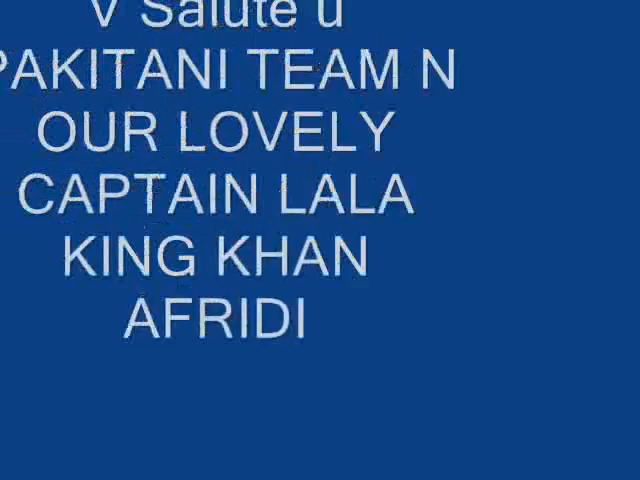 V Salute u
PAKITANI TEAM N
OUR LOVELY
CAPTAIN LALA
KING KHAN
AFRIDI